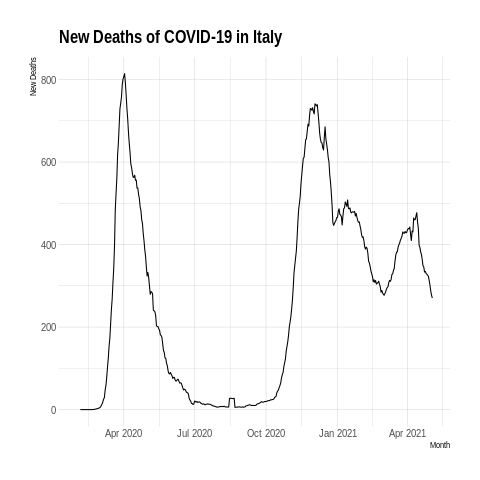 New Deaths of COVID-19 in Italy
New Deaths
800
600
400
200
0
Apr 2020 Jul 2020 Oct 2020 Jan 2021 Apr 2021
Month